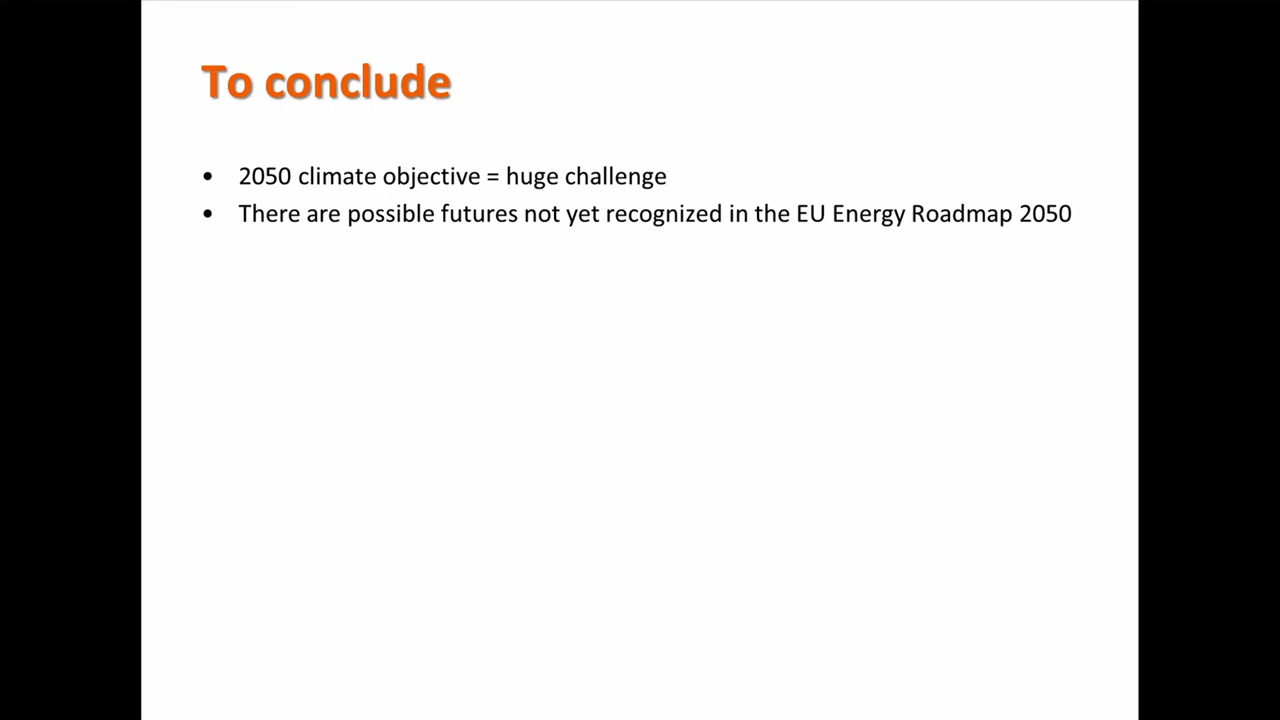 To conclude
• 2050 climate objective = huge challenge
• There are possible futures not yet recognized in the EU Energy Roadmap 2050